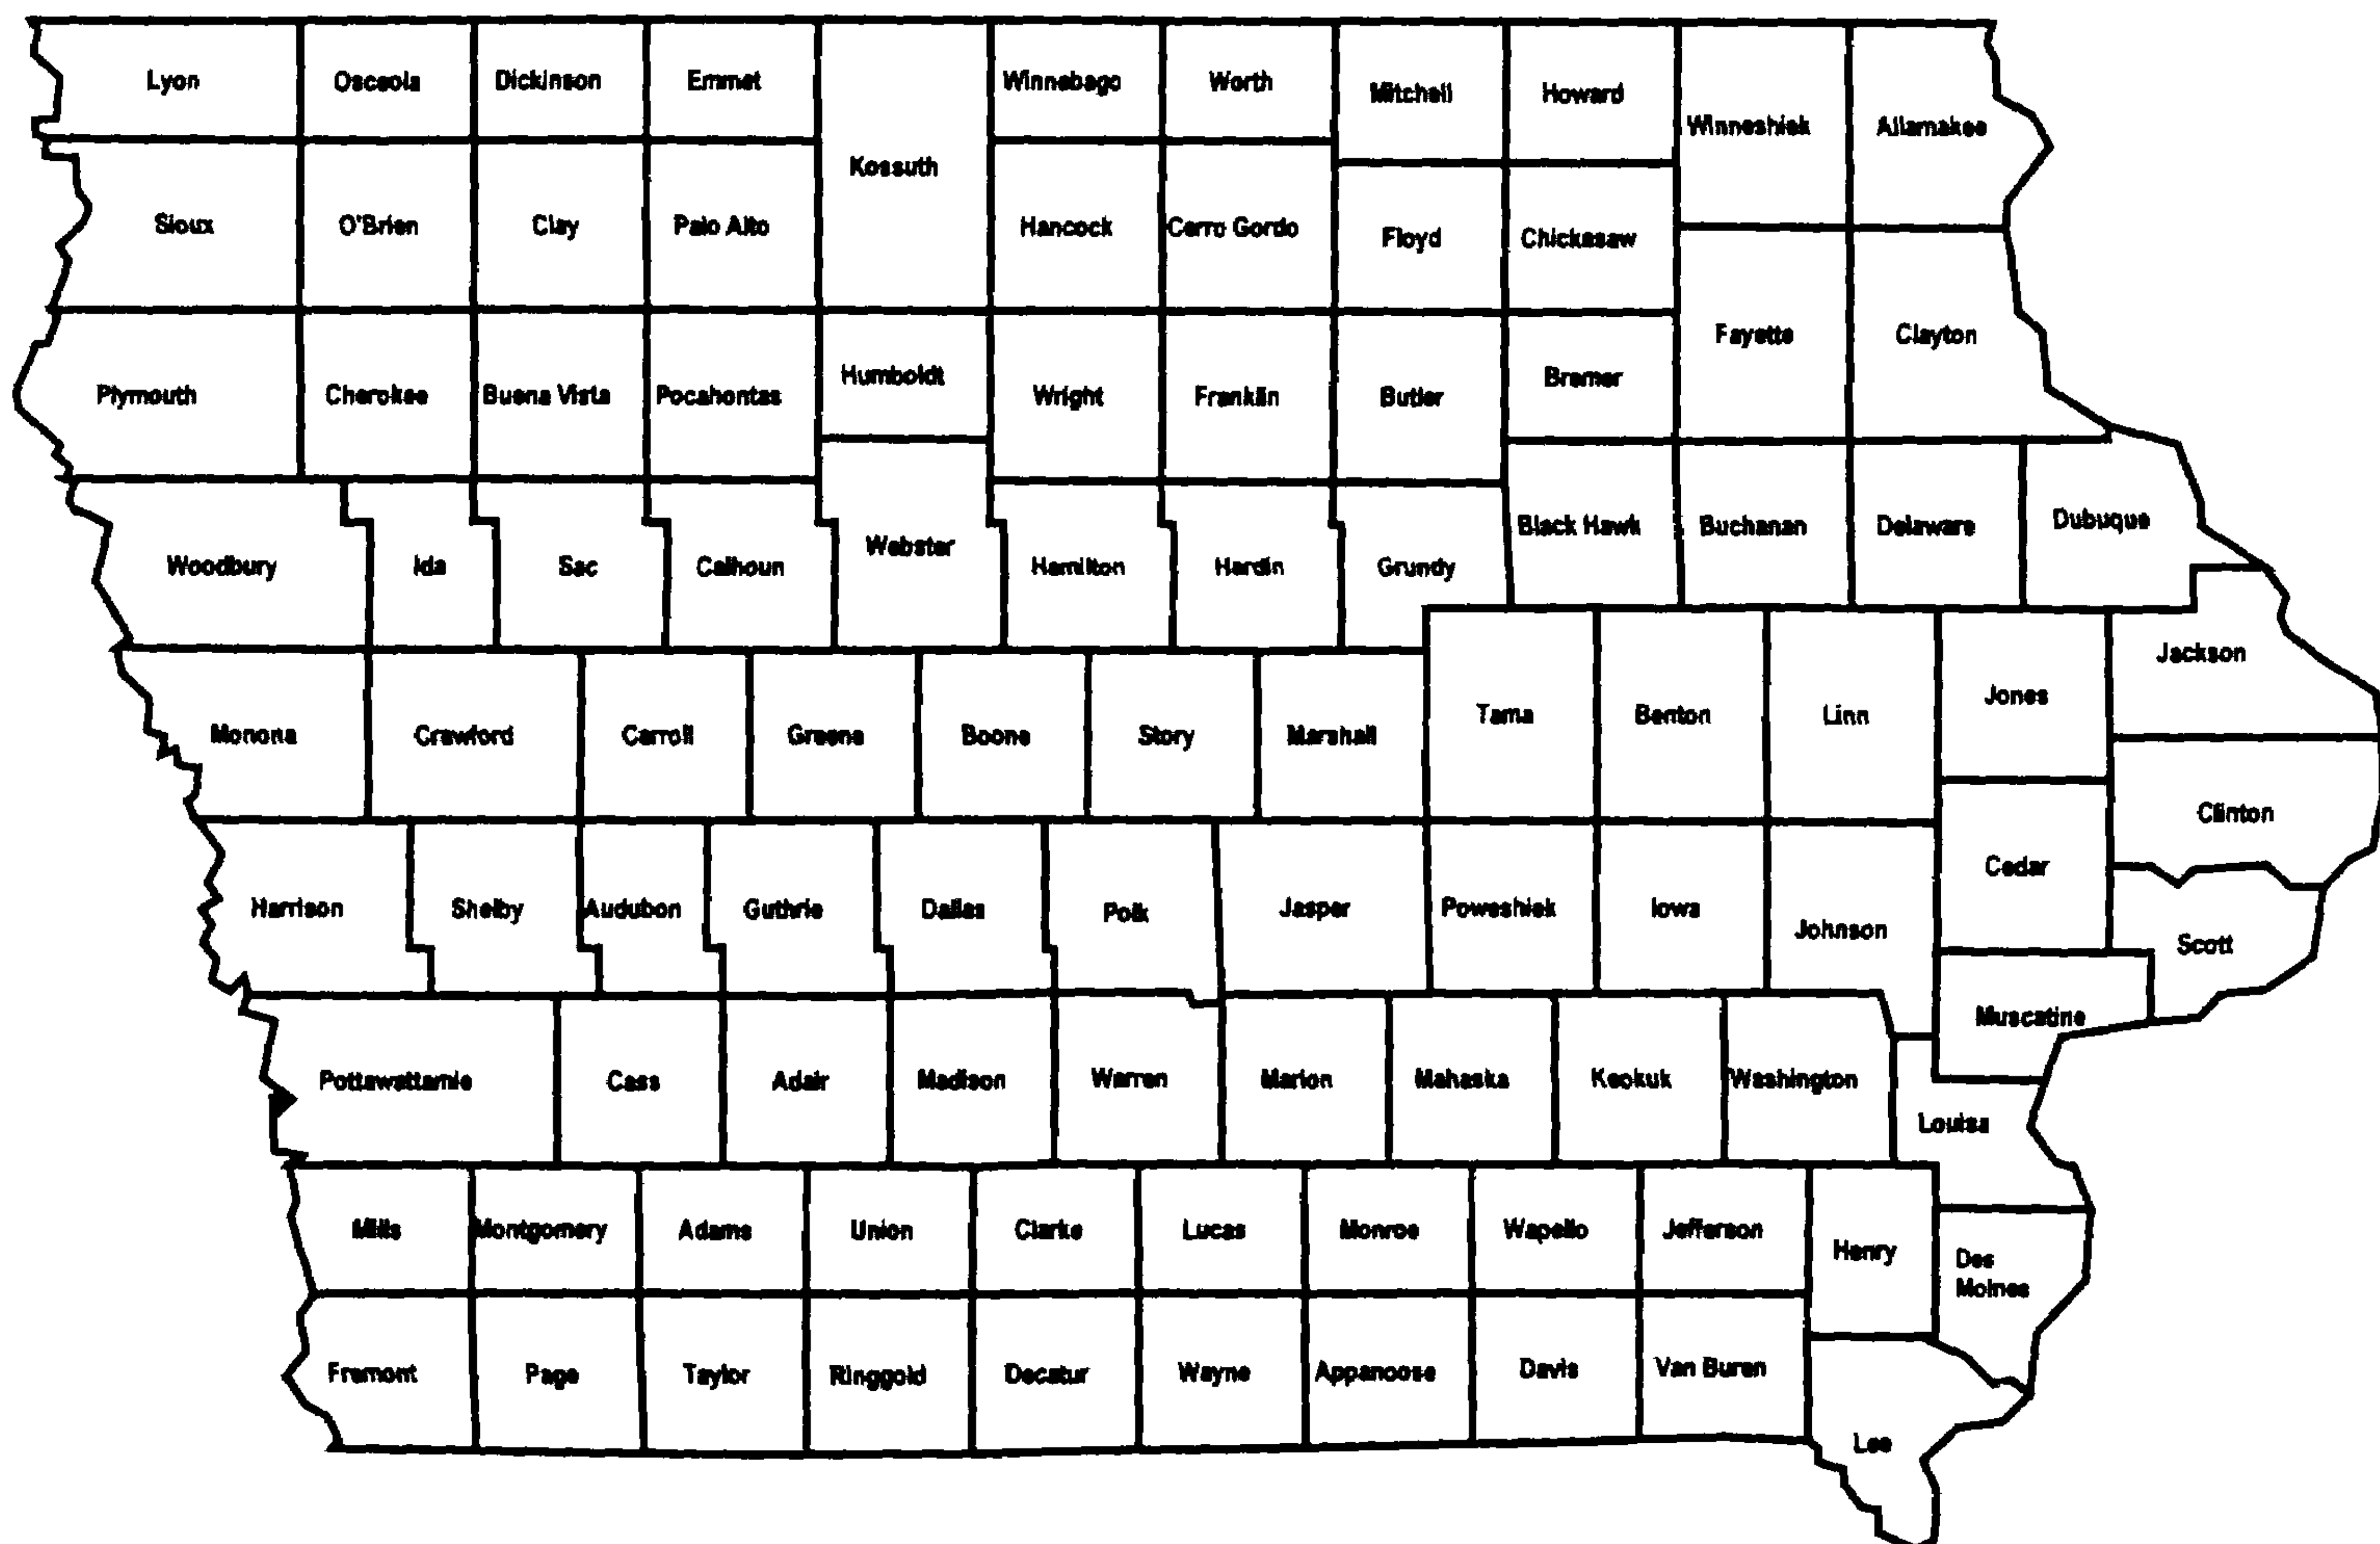 Lyon
Osceola
Dickinson
Emmet
Winnebago
Worth
Mitchell
Howard
Winneshiek
Allamakee
Kossuth
Sioux
O'Brien
Clay
Palo Alto
Hancock
Cerro Gordo
Floyd
Chickasaw
Fayette
Clayton
Plymouth
Cherokee
Buena Vista
Pocahontas
Humboldt
Wright
Franklin
Butler
Bremer
Woodbury
Ida
Sac
Calhoun
Webster
Hamilton
Hardin
Grundy
Black Hawk
Buchanan
Delaware
Dubuque
Jackson
Monona
Crawford
Carroll
Greene
Boone
Story
Marshall
Tama
Benton
Linn
Jones
Clinton
Harrison
Shelby
Audubon
Guthrie
Dallas
Polk
Jasper
Poweshiek
Iowa
Johnson
Cedar
Scott
Muscatine
Pottawattamie
Cass
Adair
Madison
Warren
Marion
Mahaska
Keokuk
Washington
Louisa
Mills
Montgomery
Adams
Union
Clarke
Lucas
Monroe
Wapello
Jefferson
Henry
Des
Moines
Fremont
Page
Taylor
Ringgold
Decatur
Wayne
Appanoose
Davis
Van Buren
Lee